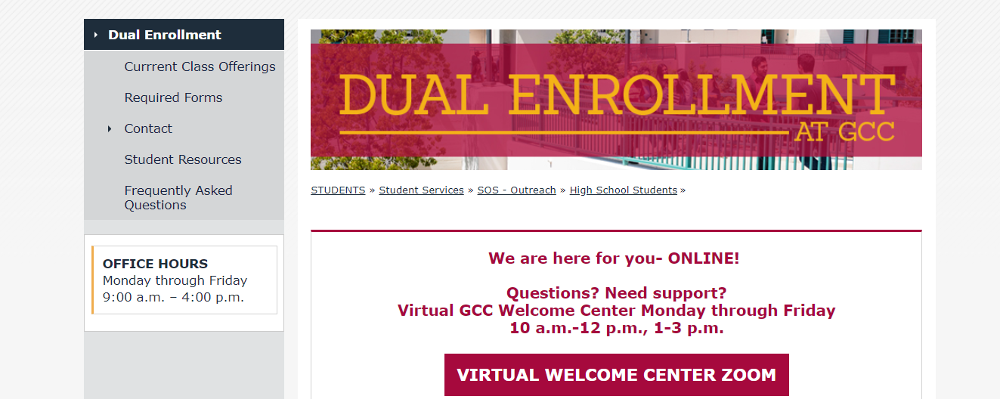 Dual Enrollment
Currrent Class Offerings
Required Forms
Contact
Student Resources
Frequently Asked
Questions
OFFICE HOURS
Monday through Friday
9:00 a.m. – 4:00 p.m.
DUAL ENROLLMENT
AT GCC
STUDENTS » Student Services » SOS - Outreach » High School Students »
We are here for you- ONLINE!
Questions? Need support?
Virtual GCC Welcome Center Monday through Friday
10 a.m.-12 p.m., 1-3 p.m.
VIRTUAL WELCOME CENTER ZOOM